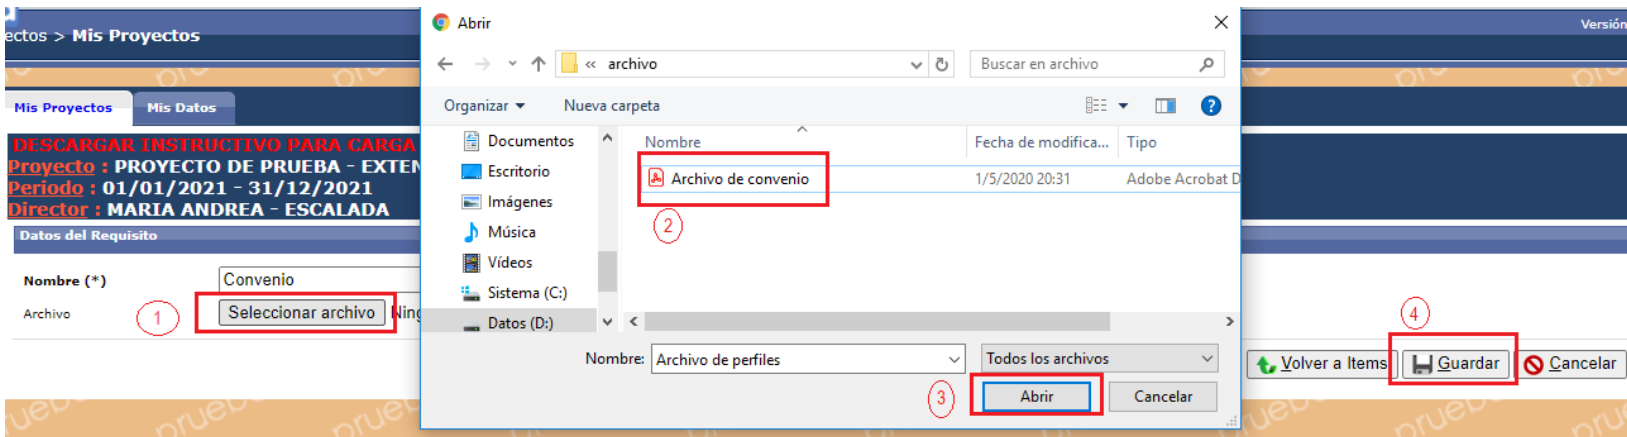 ectos > Mis Proyectos
Versión
Mis Proyectos
Mis Datos
DESCARGAR INSTRUCTIVO PARA CARGA
Proyecto : PROYECTO DE PRUEBA - EXTEN
Periodo : 01/01/2021 - 31/12/2021
Director : MARIA ANDREA - ESCALADA
Datos del Requisito
Nombre (*)
Convenio
Archivo
1
Seleccionar archivo
Ning
Abrir
« archivo
Buscar en archivo
Organizar
Nueva carpeta
?
Documentos
Escritorio
Imágenes
Música
Vídeos
Sistema (C:)
Datos (D:)
Nombre
Fecha de modifica...
Tipo
Archivo de convenio
1/5/2020 20:31
Adobe Acrobat D
2
Nombre:
Archivo de perfiles
Todos los archivos
3
Abrir
Cancelar
4
Volver a Items
Guardar
Cancelar
prueb